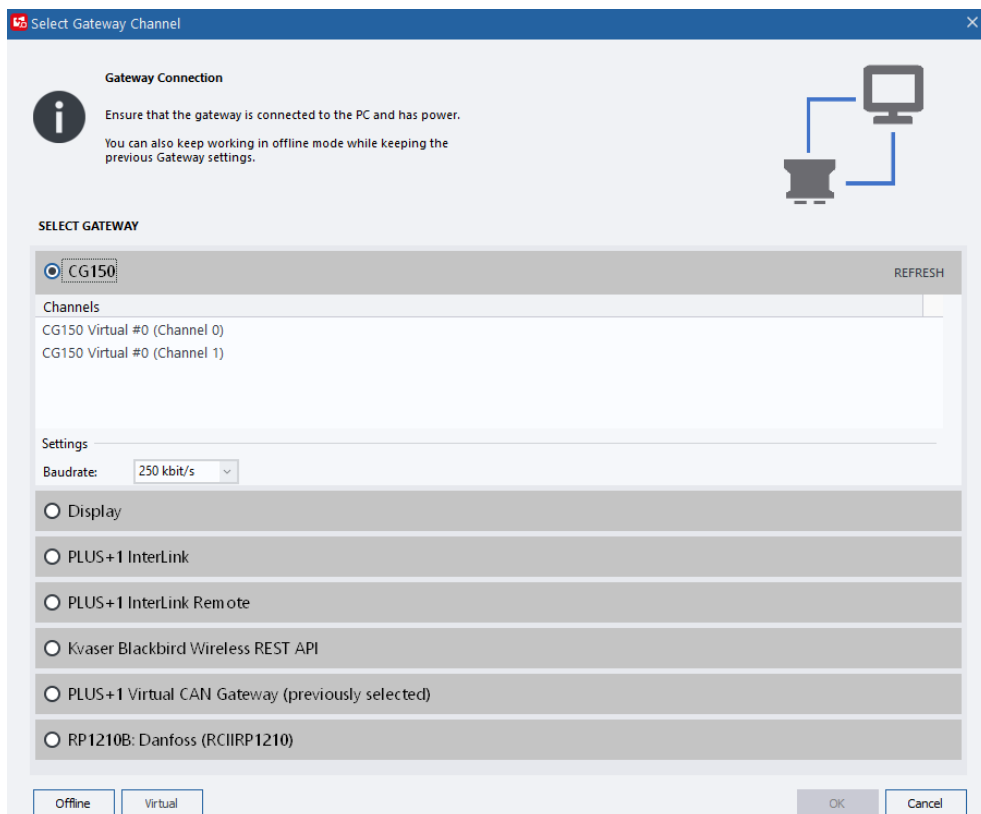 Select Gateway Channel
Gateway Connection
Ensure that the gateway is connected to the PC and has power.
You can also keep working in offline mode while keeping the
previous Gateway settings.
SELECT GATEWAY
CG150
REFRESH
Channels
CG150 Virtual #0 (Channel 0)
CG150 Virtual #0 (Channel 1)
Settings
Baudrate: 250 kbit/s
Display
PLUS+1 InterLink
PLUS+1 InterLink Remote
Kvaser Blackbird Wireless REST API
PLUS+1 Virtual CAN Gateway (previously selected)
RP1210B: Danfoss (RCIIRP1210)
Offline Virtual OK Cancel